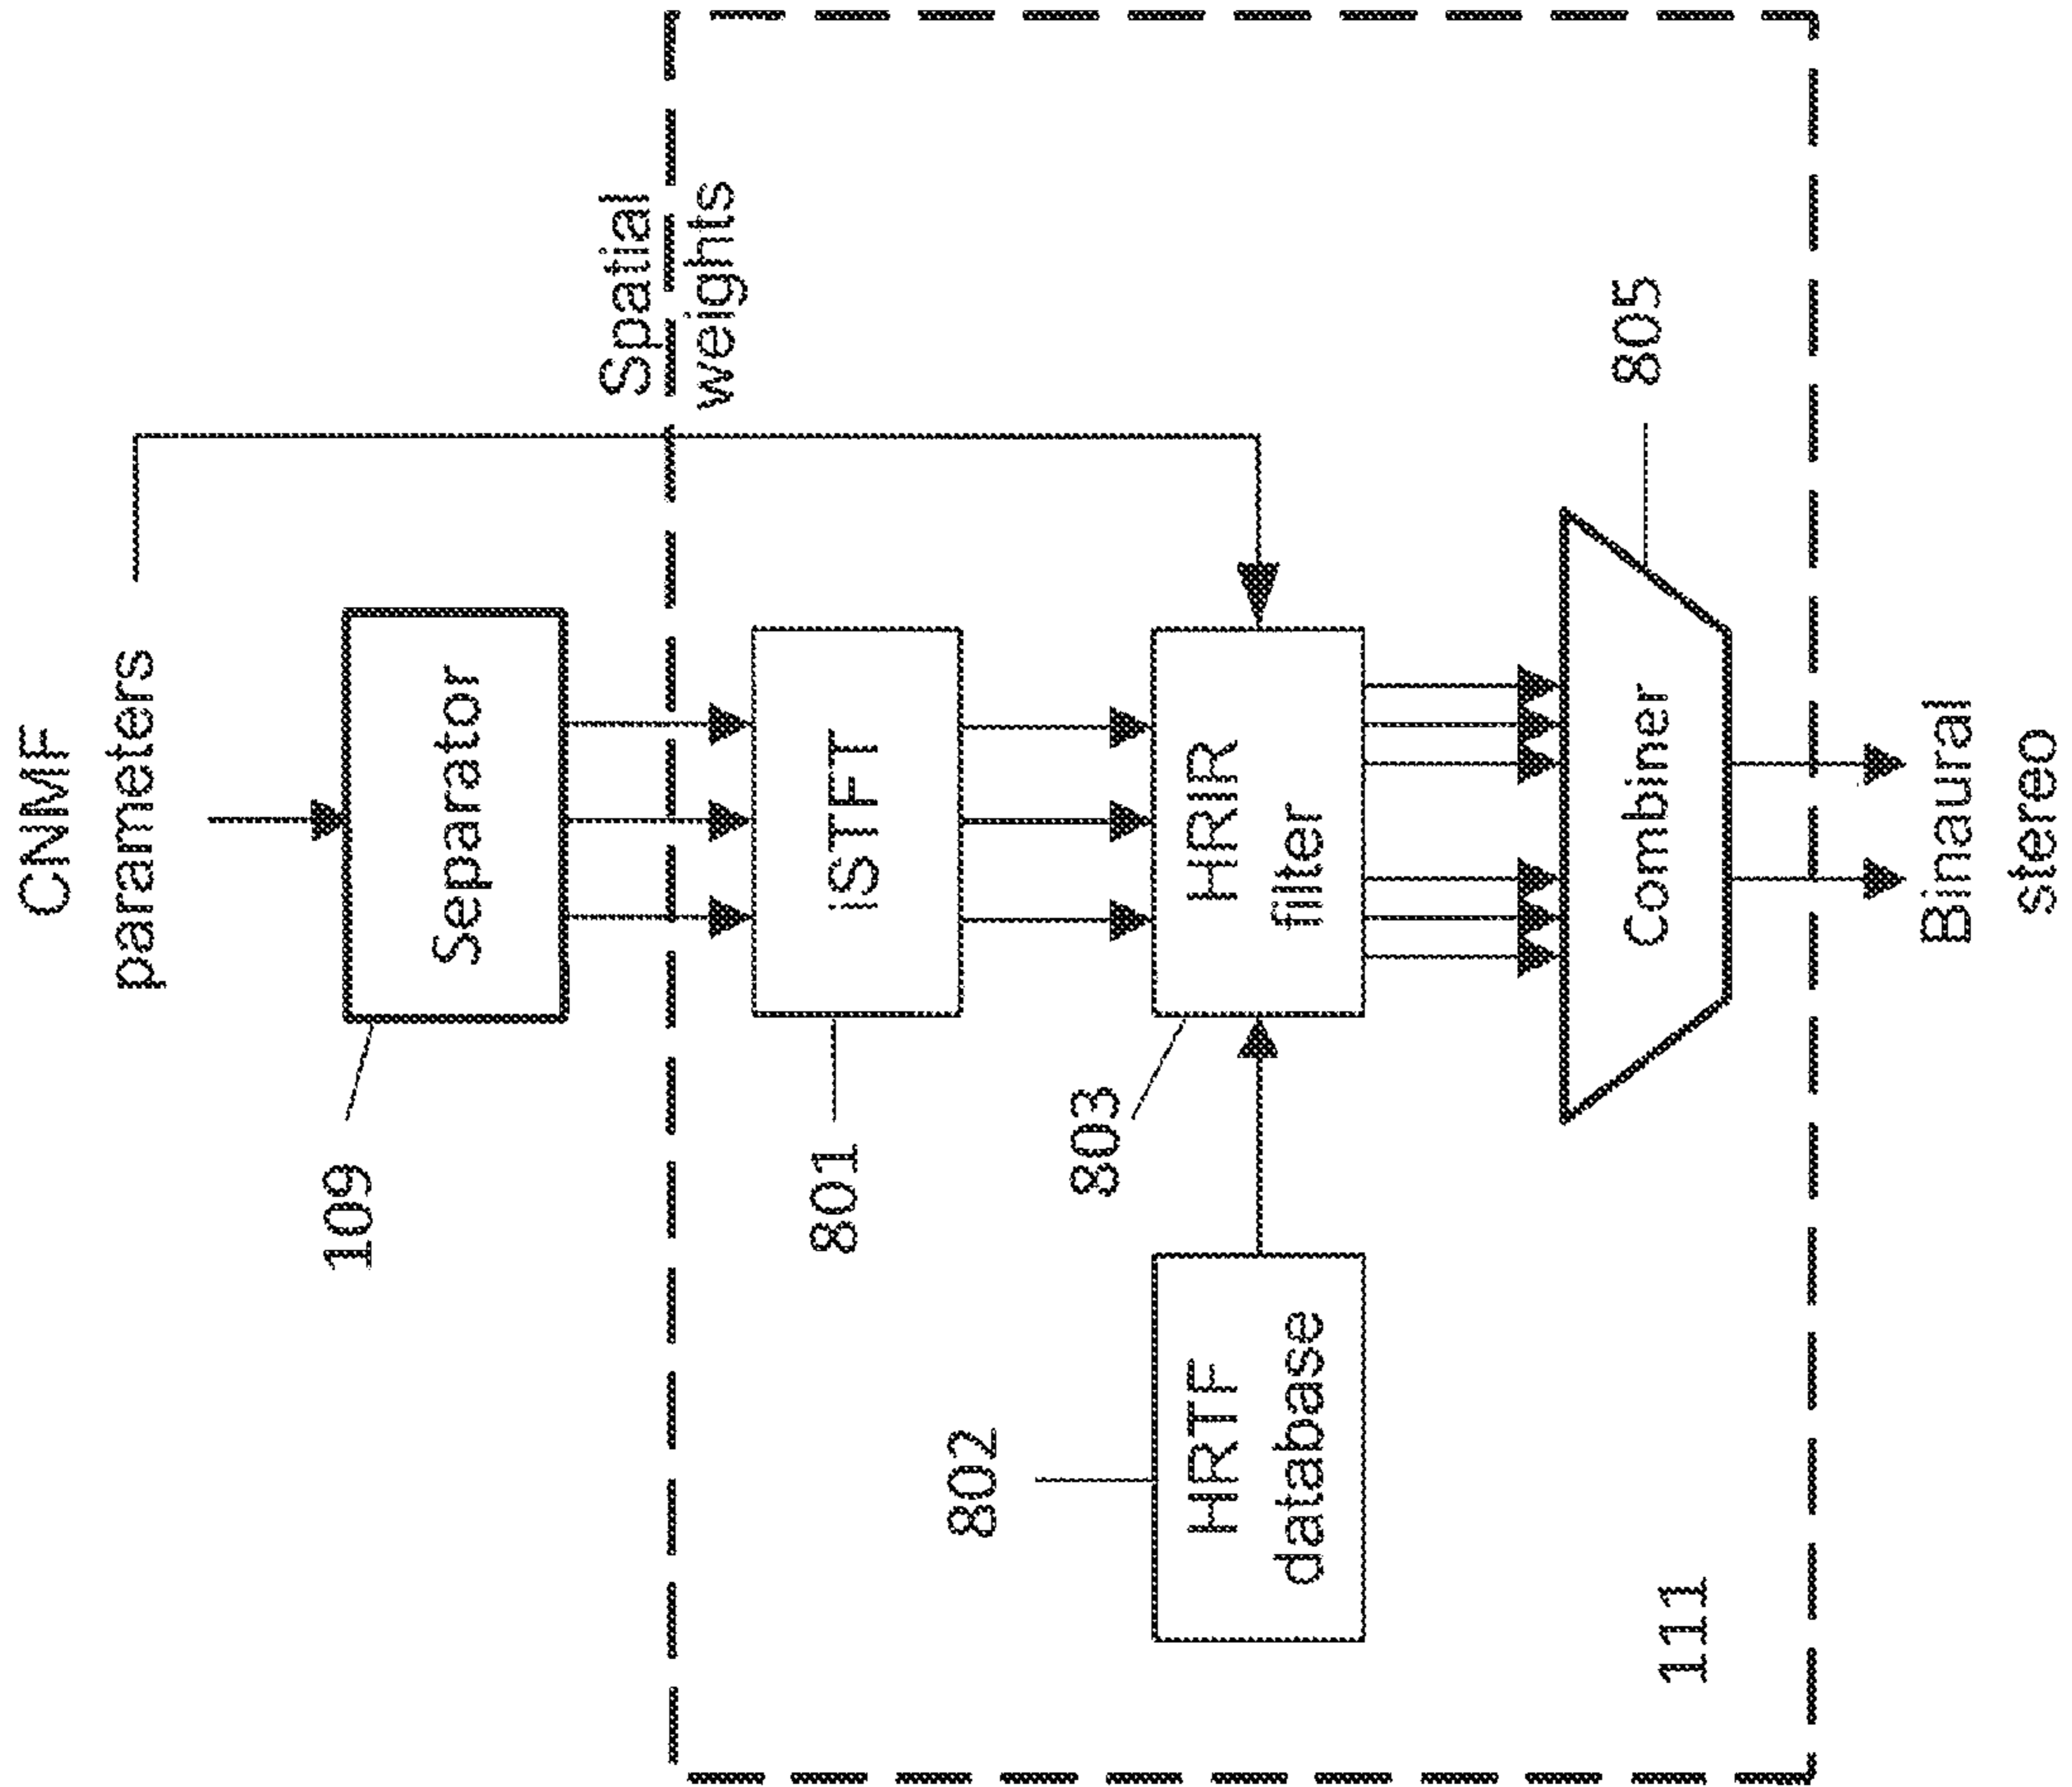 CNMF
parameters
Separator
109
Spatial
weights
iSTFT
801
HRIR
filter
803
HRTF
database
802
Combiner
805
111
Binaural
stereo